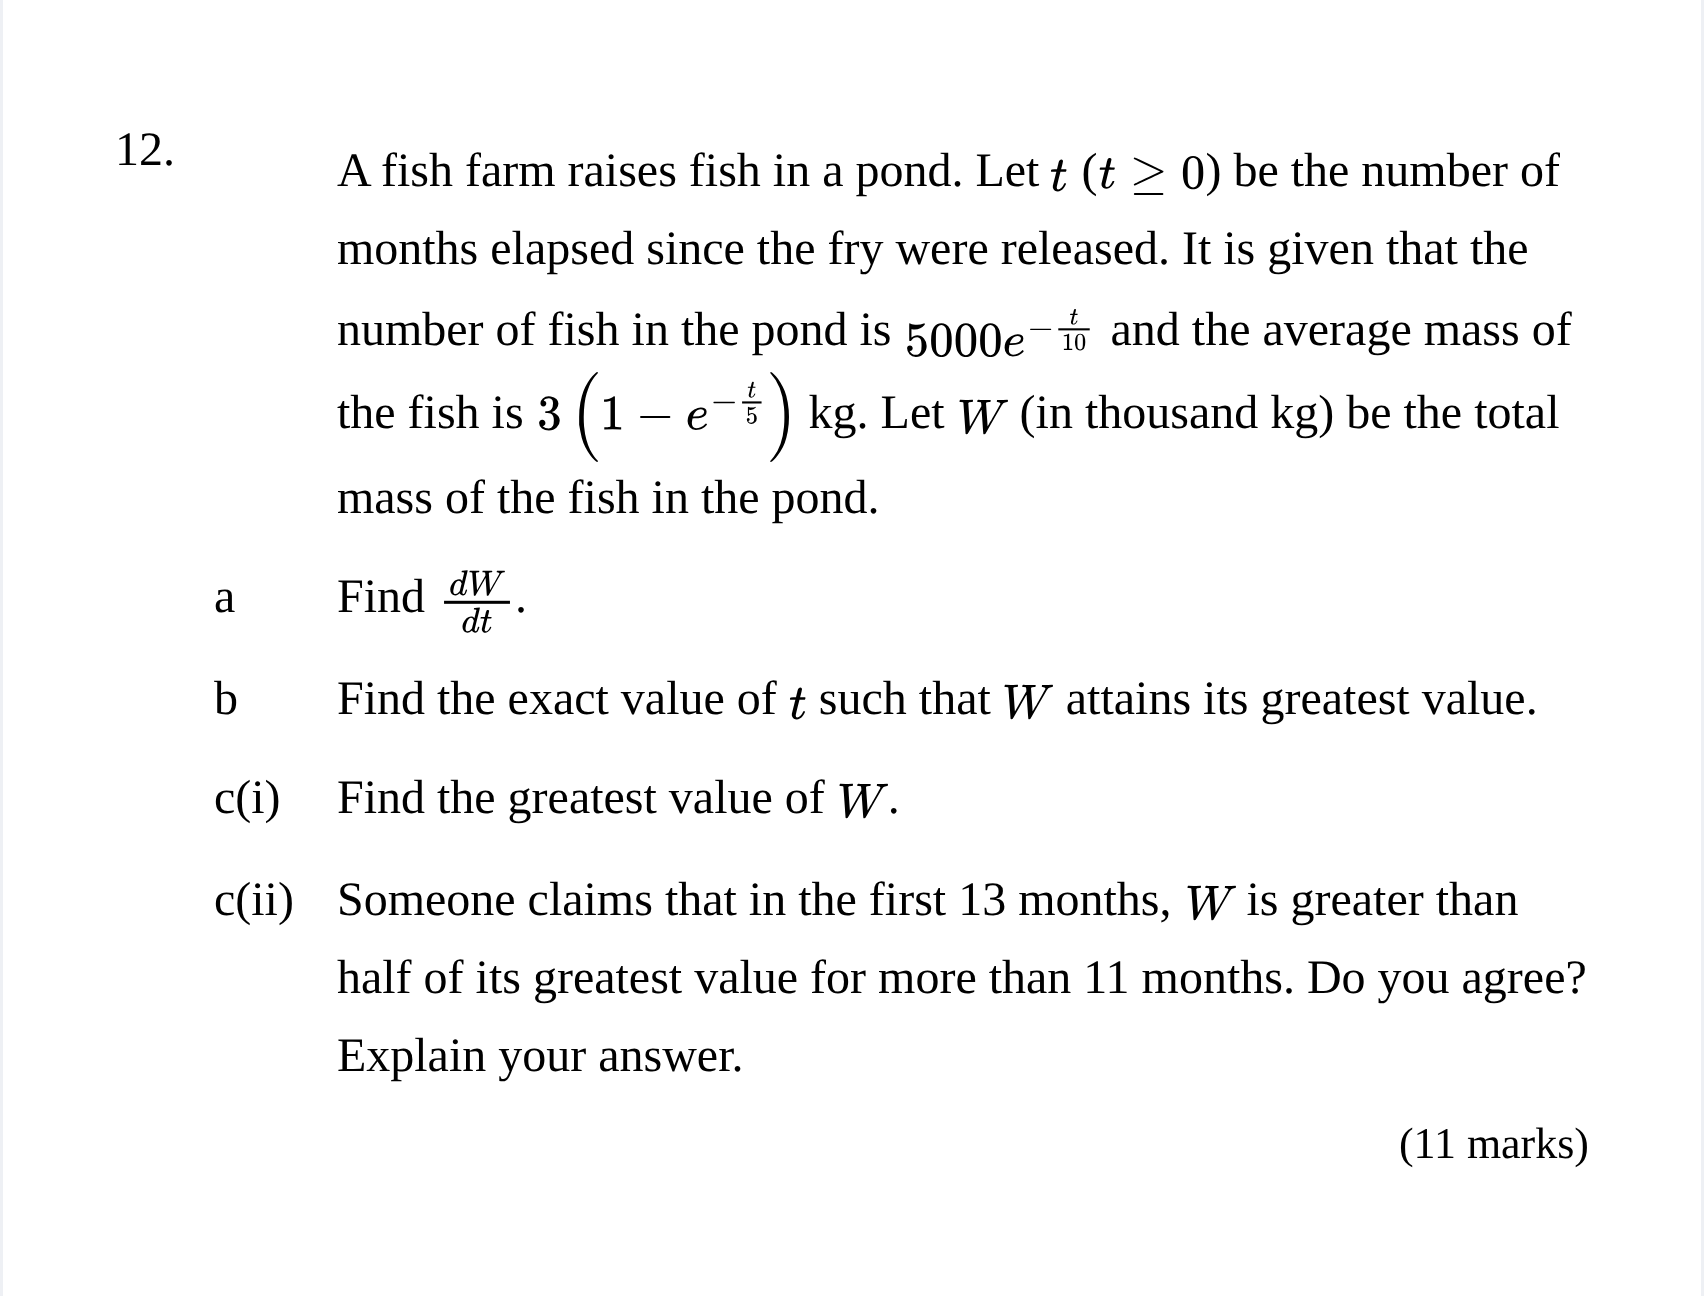 12.
A fish farm raises fish in a pond. Let t (t ≥ 0) be the number of
months elapsed since the fry were released. It is given that the
number of fish in the pond is 5000e^{-\frac{t}{10}} and the average mass of
the fish is 3(1 − e^{-\frac{t}{5}}) kg. Let W (in thousand kg) be the total
mass of the fish in the pond.
a Find \frac{dW}{dt}.
b Find the exact value of t such that W attains its greatest value.
c(i) Find the greatest value of W.
c(ii) Someone claims that in the first 13 months, W is greater than
half of its greatest value for more than 11 months. Do you agree?
Explain your answer.
(11 marks)